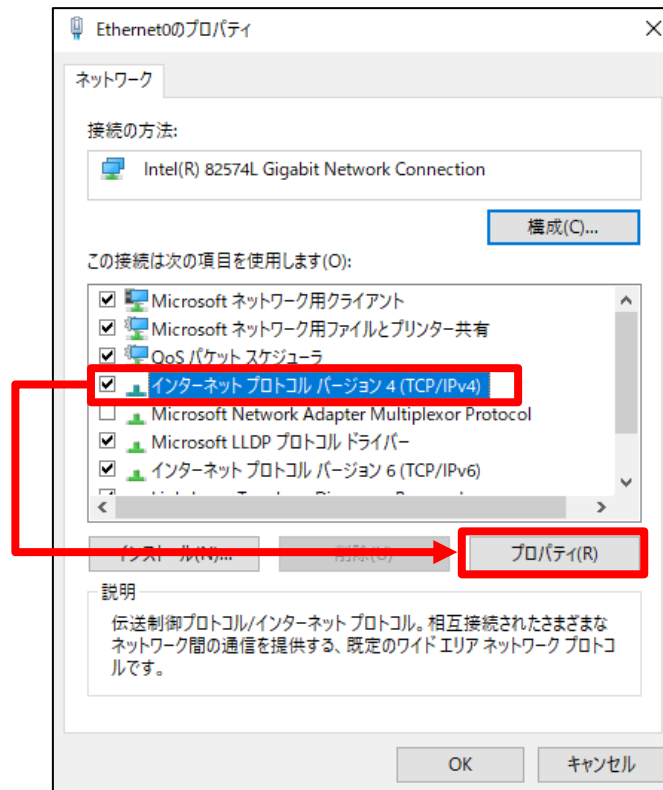 Ethernet0のプロパティ
ネットワーク
接続の方法:
Intel(R) 82574L Gigabit Network Connection
構成(C)...
この接続は次の項目を使用します(O):
Microsoft ネットワーク用クライアント
Microsoft ネットワーク用ファイルとプリンター共有
QoS パケット スケジューラ
インターネット プロトコル バージョン 4 (TCP/IPv4)
Microsoft Network Adapter Multiplexor Protocol
Microsoft LLDP プロトコル ドライバー
インターネット プロトコル バージョン 6 (TCP/IPv6)
インストール(N)... 削除(U) プロパティ(R)
説明
伝送制御プロトコル/インターネット プロトコル。相互接続されたさまざまな
ネットワーク間の通信を提供する、既定のワイド エリア ネットワーク プロトコ
ルです。
OK キャンセル